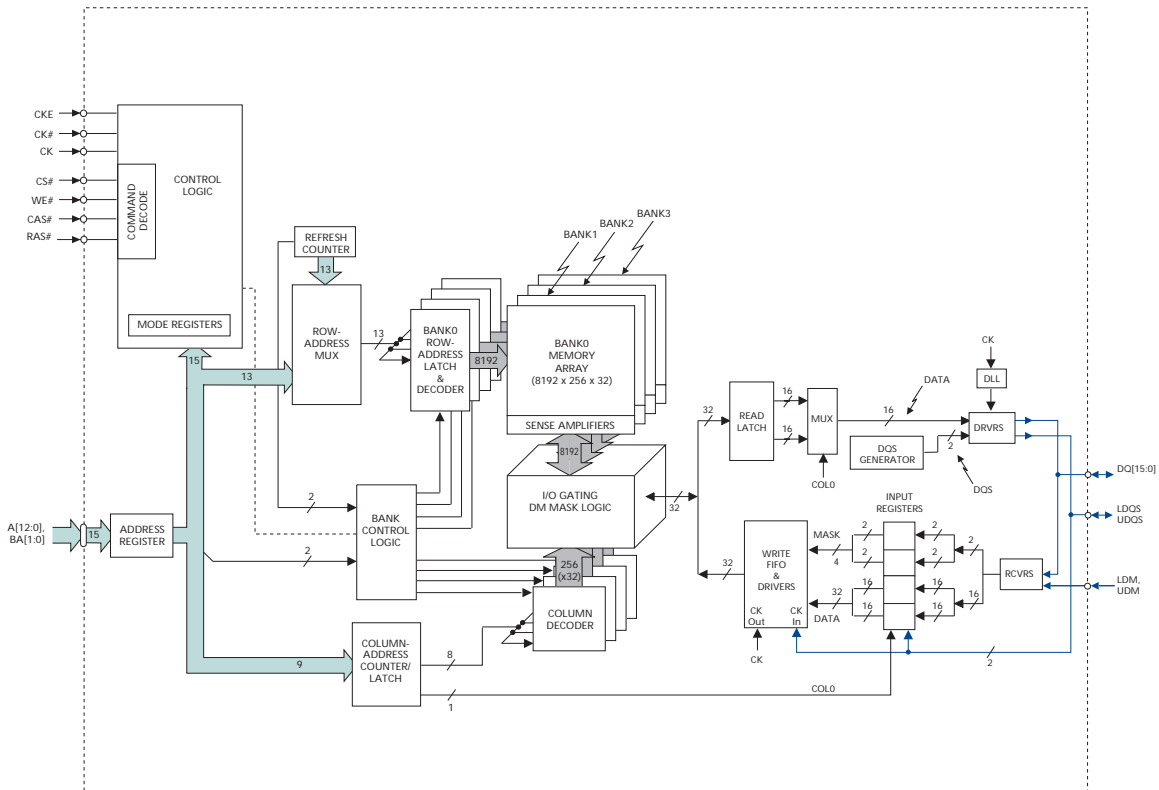 CKE
CK#
CK
CS#
WE#
CAS#
RAS#
COMMAND
DECODE
CONTROL
LOGIC
MODE REGISTERS
15
13
REFRESH
COUNTER
13
ROW-
ADDRESS
MUX
13
BANK0
ROW-
ADDRESS
LATCH
&
DECODER
8192
BANK1
BANK2
BANK3
BANK0
MEMORY
ARRAY
(8192 x 256 x 32)
SENSE AMPLIFIERS
8192
I/O GATING
DM MASK LOGIC
32
256
(x32)
COLUMN
DECODER
A[12:0],
BA[1:0]
15
ADDRESS
REGISTER
2
2
BANK
CONTROL
LOGIC
9
COLUMN-
ADDRESS
COUNTER/
LATCH
8
1
COL0
32
READ
LATCH
16
16
MUX
COL0
16
DATA
DQS
GENERATOR
2
DQS
CK
DLL
DRVRS
DQ[15:0]
LDQS
UDQS
LDM,
UDM
32
WRITE
FIFO
&
DRIVERS
CK
Out
CK
In
CK
MASK
4
32
DATA
INPUT
REGISTERS
2
2
16
16
2
2
16
16
2
16
RCVRS
2